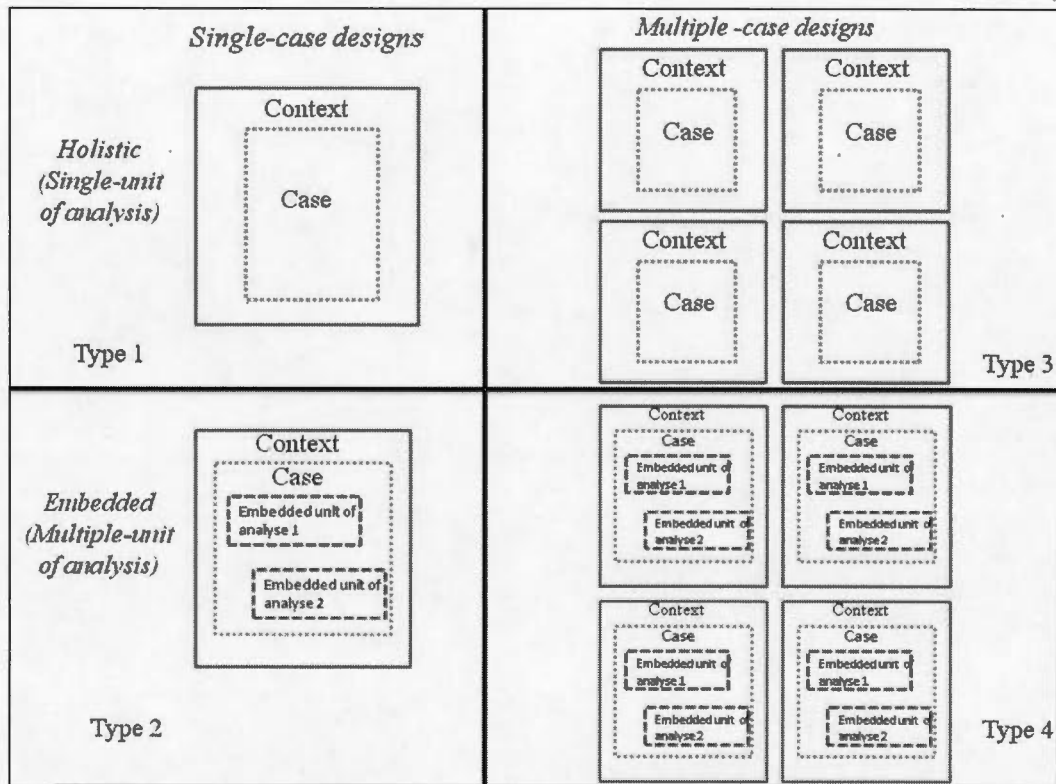 Single-case designs
Multiple -case designs
Holistic
(Single-unit
of analysis)
Context
Case
Type 1
Context
Case
Context
Case
Context
Case
Context
Case
Type 3
Embedded
(Multiple-unit
of analysis)
Context
Case
Embedded unit of
analyse 1
Embedded unit of
analyse 2
Type 2
Context
Case
Embedded unit of
analyse 1
Embedded unit of
analyse 2
Context
Case
Embedded unit of
analyse 1
Embedded unit of
analyse 2
Context
Case
Embedded unit of
analyse 1
Embedded unit of
analyse 2
Context
Case
Embedded unit of
analyse 1
Embedded unit of
analyse 2
Type 4